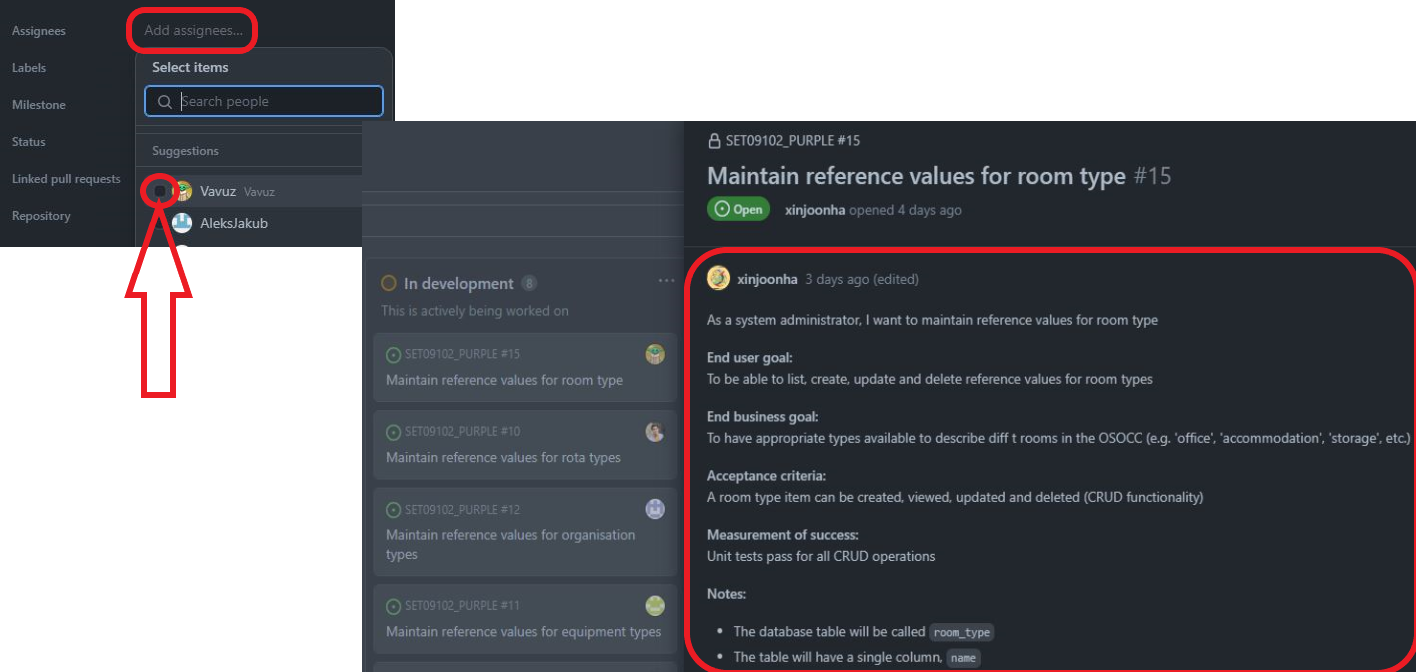 Assignees
Add assignees...
Labels
Select items
Milestone
Search people
Status
Suggestions
Linked pull requests
Vavuz Vavuz
Repository
AleksJakub
In development 8
This is actively being worked on
SET09102_PURPLE #15
Maintain reference values for room type
SET09102_PURPLE #10
Maintain reference values for rota types
SET09102_PURPLE #12
Maintain reference values for organisation
types
SET09102_PURPLE #11
Maintain reference values for equipment types
SET09102_PURPLE #15
Maintain reference values for room type #15
Open
xinjoonha opened 4 days ago
xinjoonha 3 days ago (edited)
As a system administrator, I want to maintain reference values for room type
End user goal:
To be able to list, create, update and delete reference values for room types
End business goal:
To have appropriate types available to describe diff t rooms in the OSOCC (e.g. 'office', 'accommodation', 'storage', etc.)
Acceptance criteria:
A room type item can be created, viewed, updated and deleted (CRUD functionality)
Measurement of success:
Unit tests pass for all CRUD operations
Notes:
• The database table will be called room_type
• The table will have a single column, name